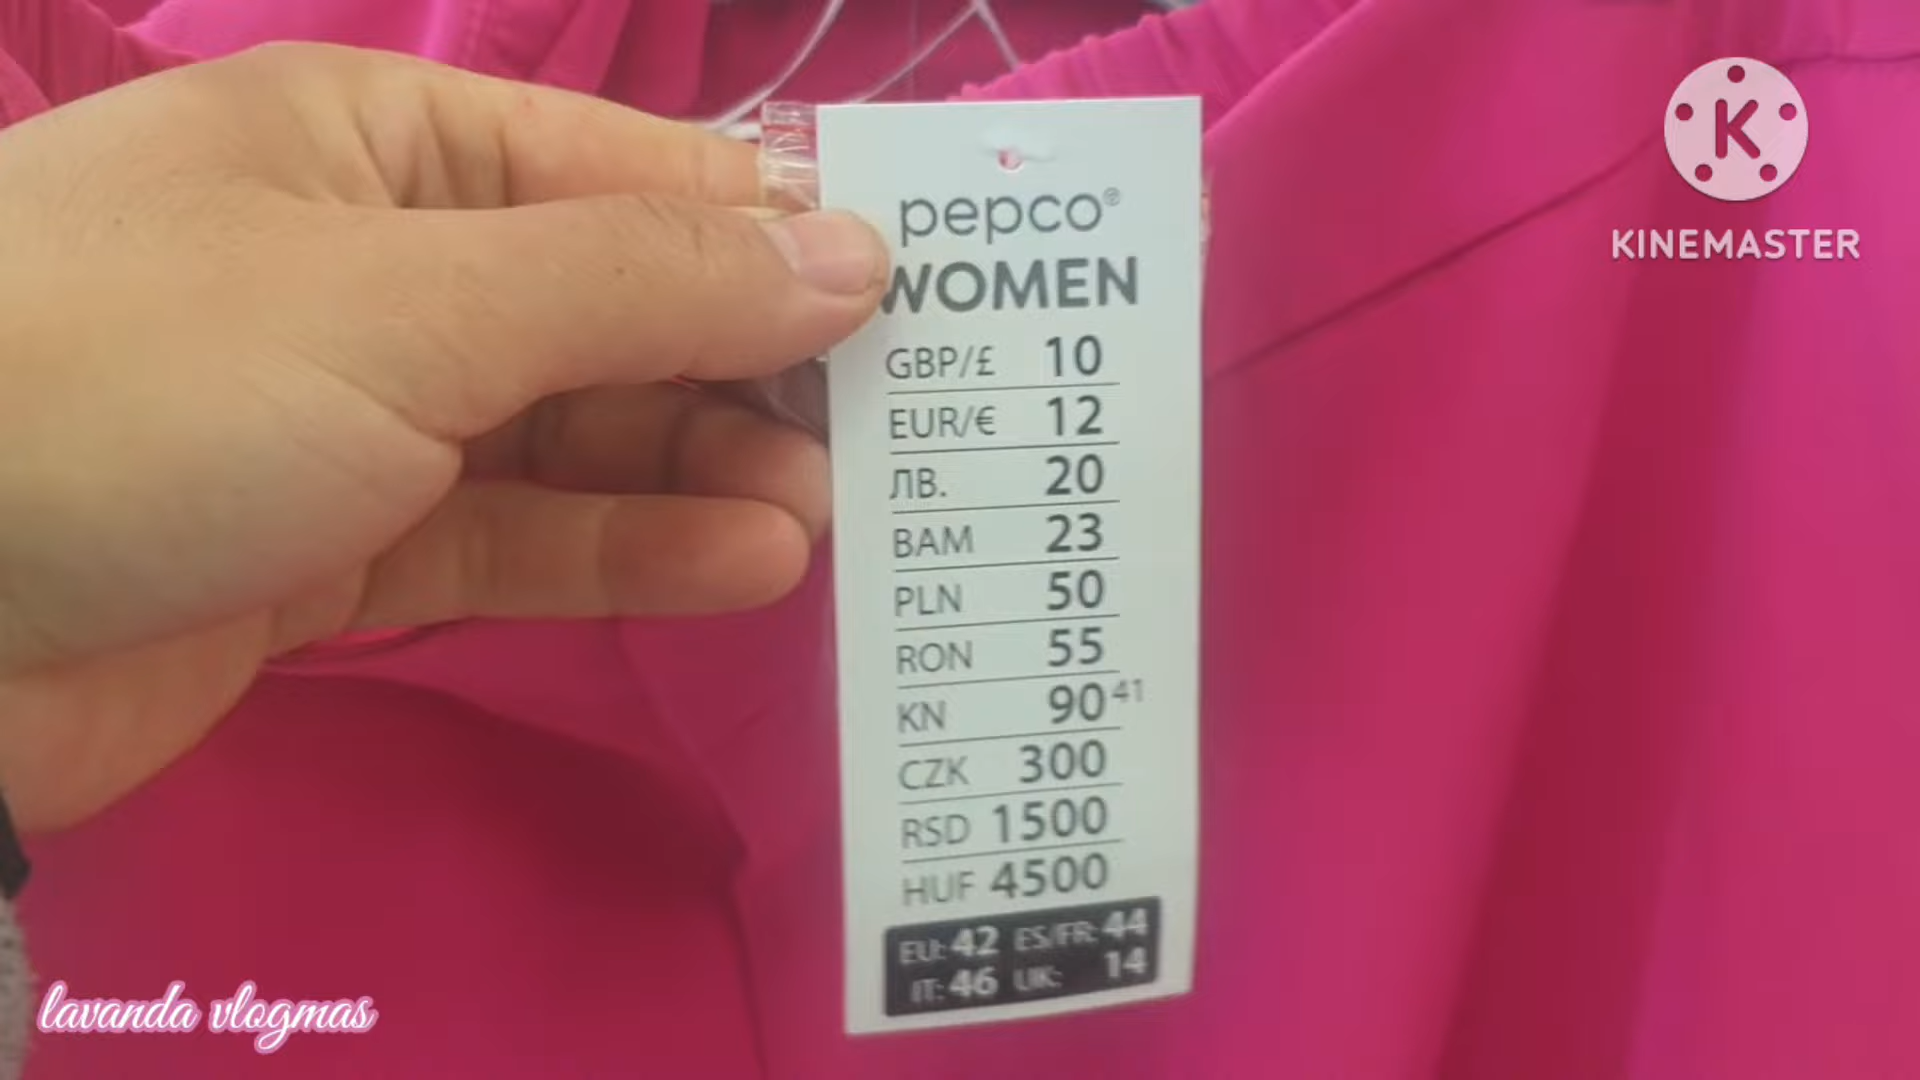 pepco®
WOMEN
GBP/£ 10
EUR/€ 12
ЛВ. 20
BAM 23
PLN 50
RON 55
KN 90 41
CZK 300
RSD 1500
HUF 4500
EU: 42 ES/FR: 44
IT: 46 UK: 14
K
KINEMASTER
lavanda vlogmas